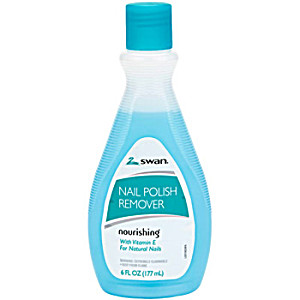 swan.
NAIL POLISH
REMOVER
nourishing
With Vitamin E
For Natural Nails
6 FL OZ (177 mL)